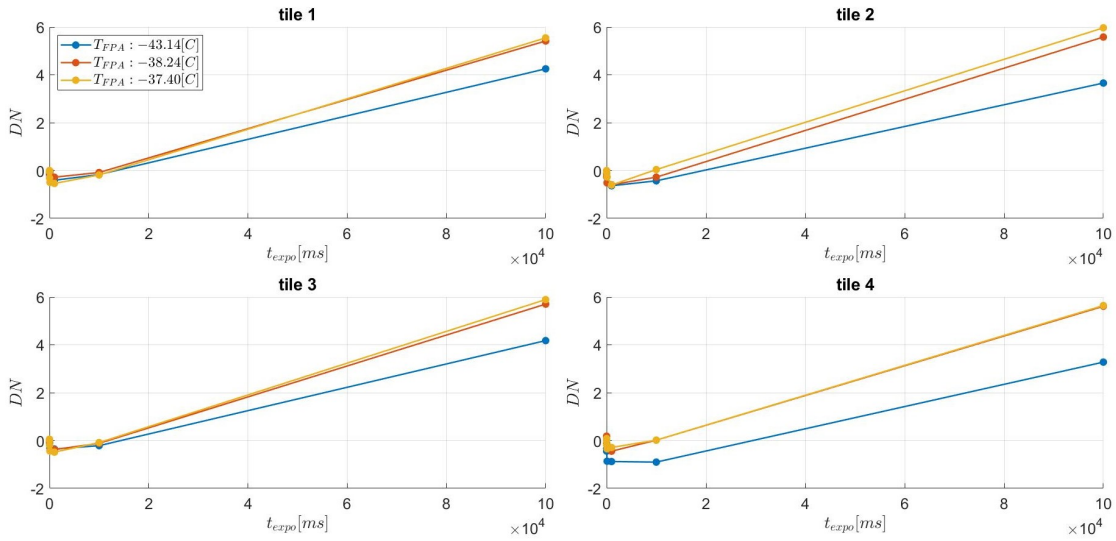 tile 1
6
4
2
0
-2
DN
T_FPA : −43.14[C]
T_FPA : −38.24[C]
T_FPA : −37.40[C]
0 2 4 6 8 10
t_expo[ms]
×10^4
tile 2
6
4
2
0
-2
DN
0 2 4 6 8 10
t_expo[ms]
×10^4
tile 3
6
4
2
0
-2
DN
0 2 4 6 8 10
t_expo[ms]
×10^4
tile 4
6
4
2
0
-2
DN
0 2 4 6 8 10
t_expo[ms]
×10^4